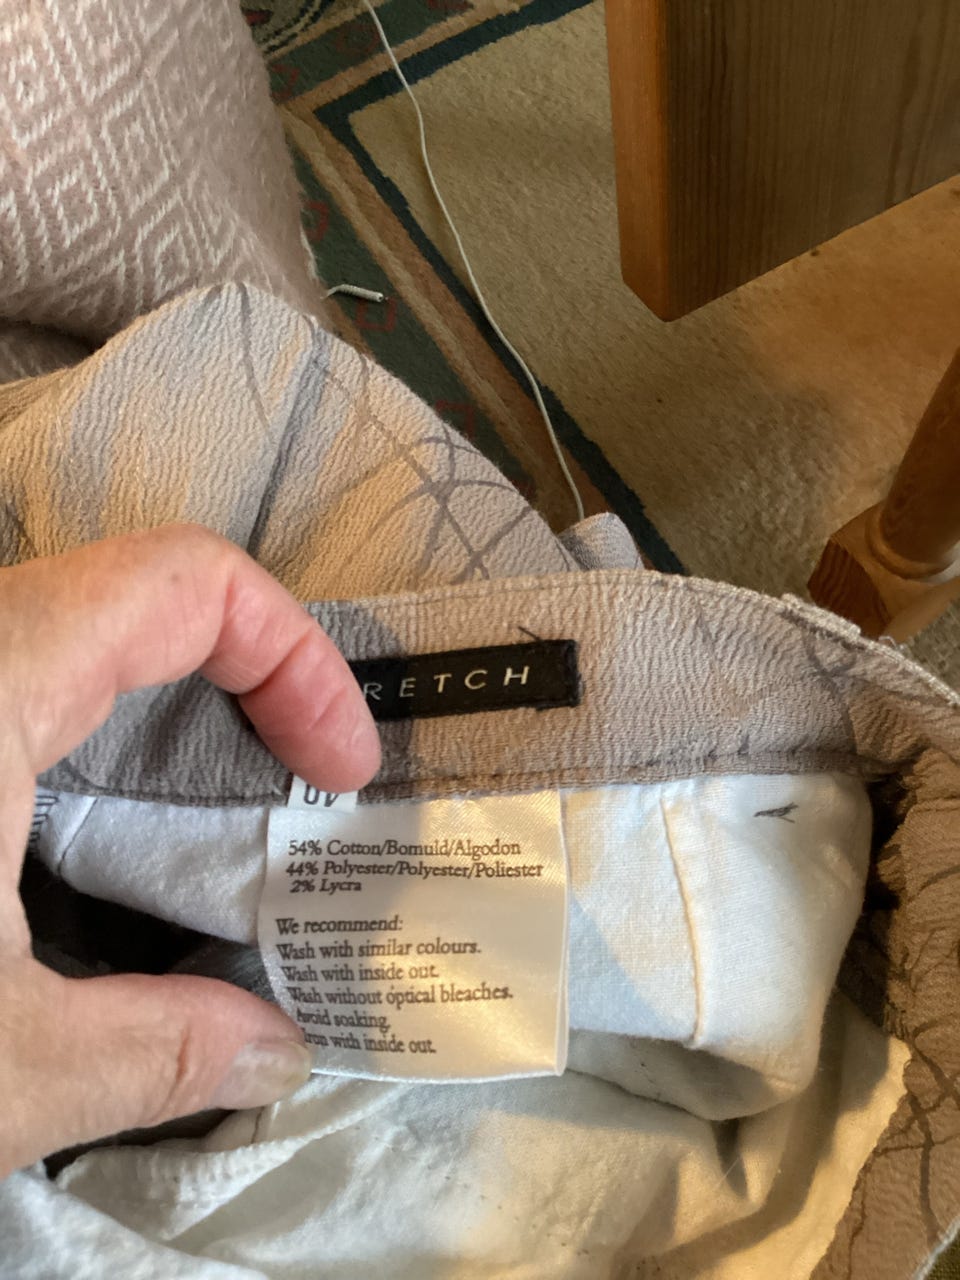 RETCH
40
54% Cotton/Bomuld/Algodon
44% Polyester/Polyester/Poliester
2% Lycra
We recommend:
Wash with similar colours.
Wash with inside out.
Wash without optical bleaches.
Avoid soaking.
Iron with inside out.